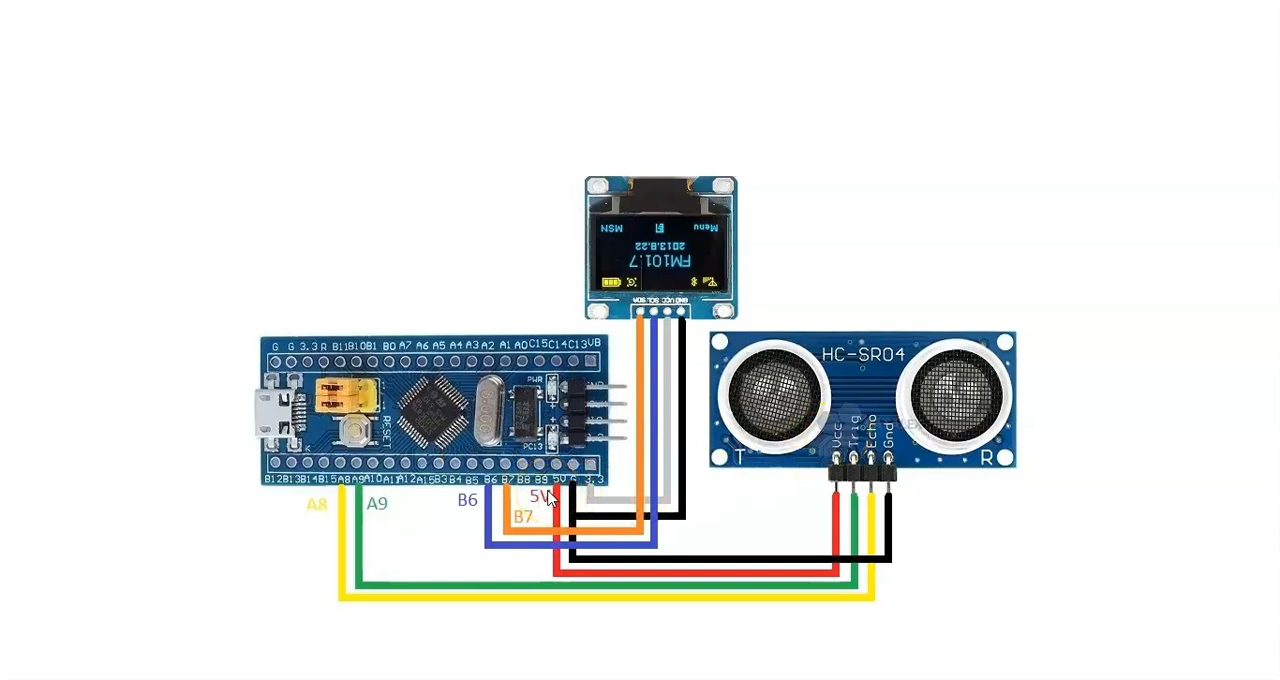 MSN
Menu
2013.8.22
FM101.7
GND VCC SCL SDA
G G 3.3 R B11 B10 B1 B0 A7 A6 A5 A4 A3 A2 A1 A0 C15 C14 C13 VB
HC-SR04
PWR
RESET
PC13
Vcc
Trig
Echo
Gnd
T
R
B12 B13 B14 B15 A8 A9 A10 A11 A12 A15 B3 B4 B5 B6 B7 B8 B9 5V G 3.3
A8
A9
B6
5V
B7